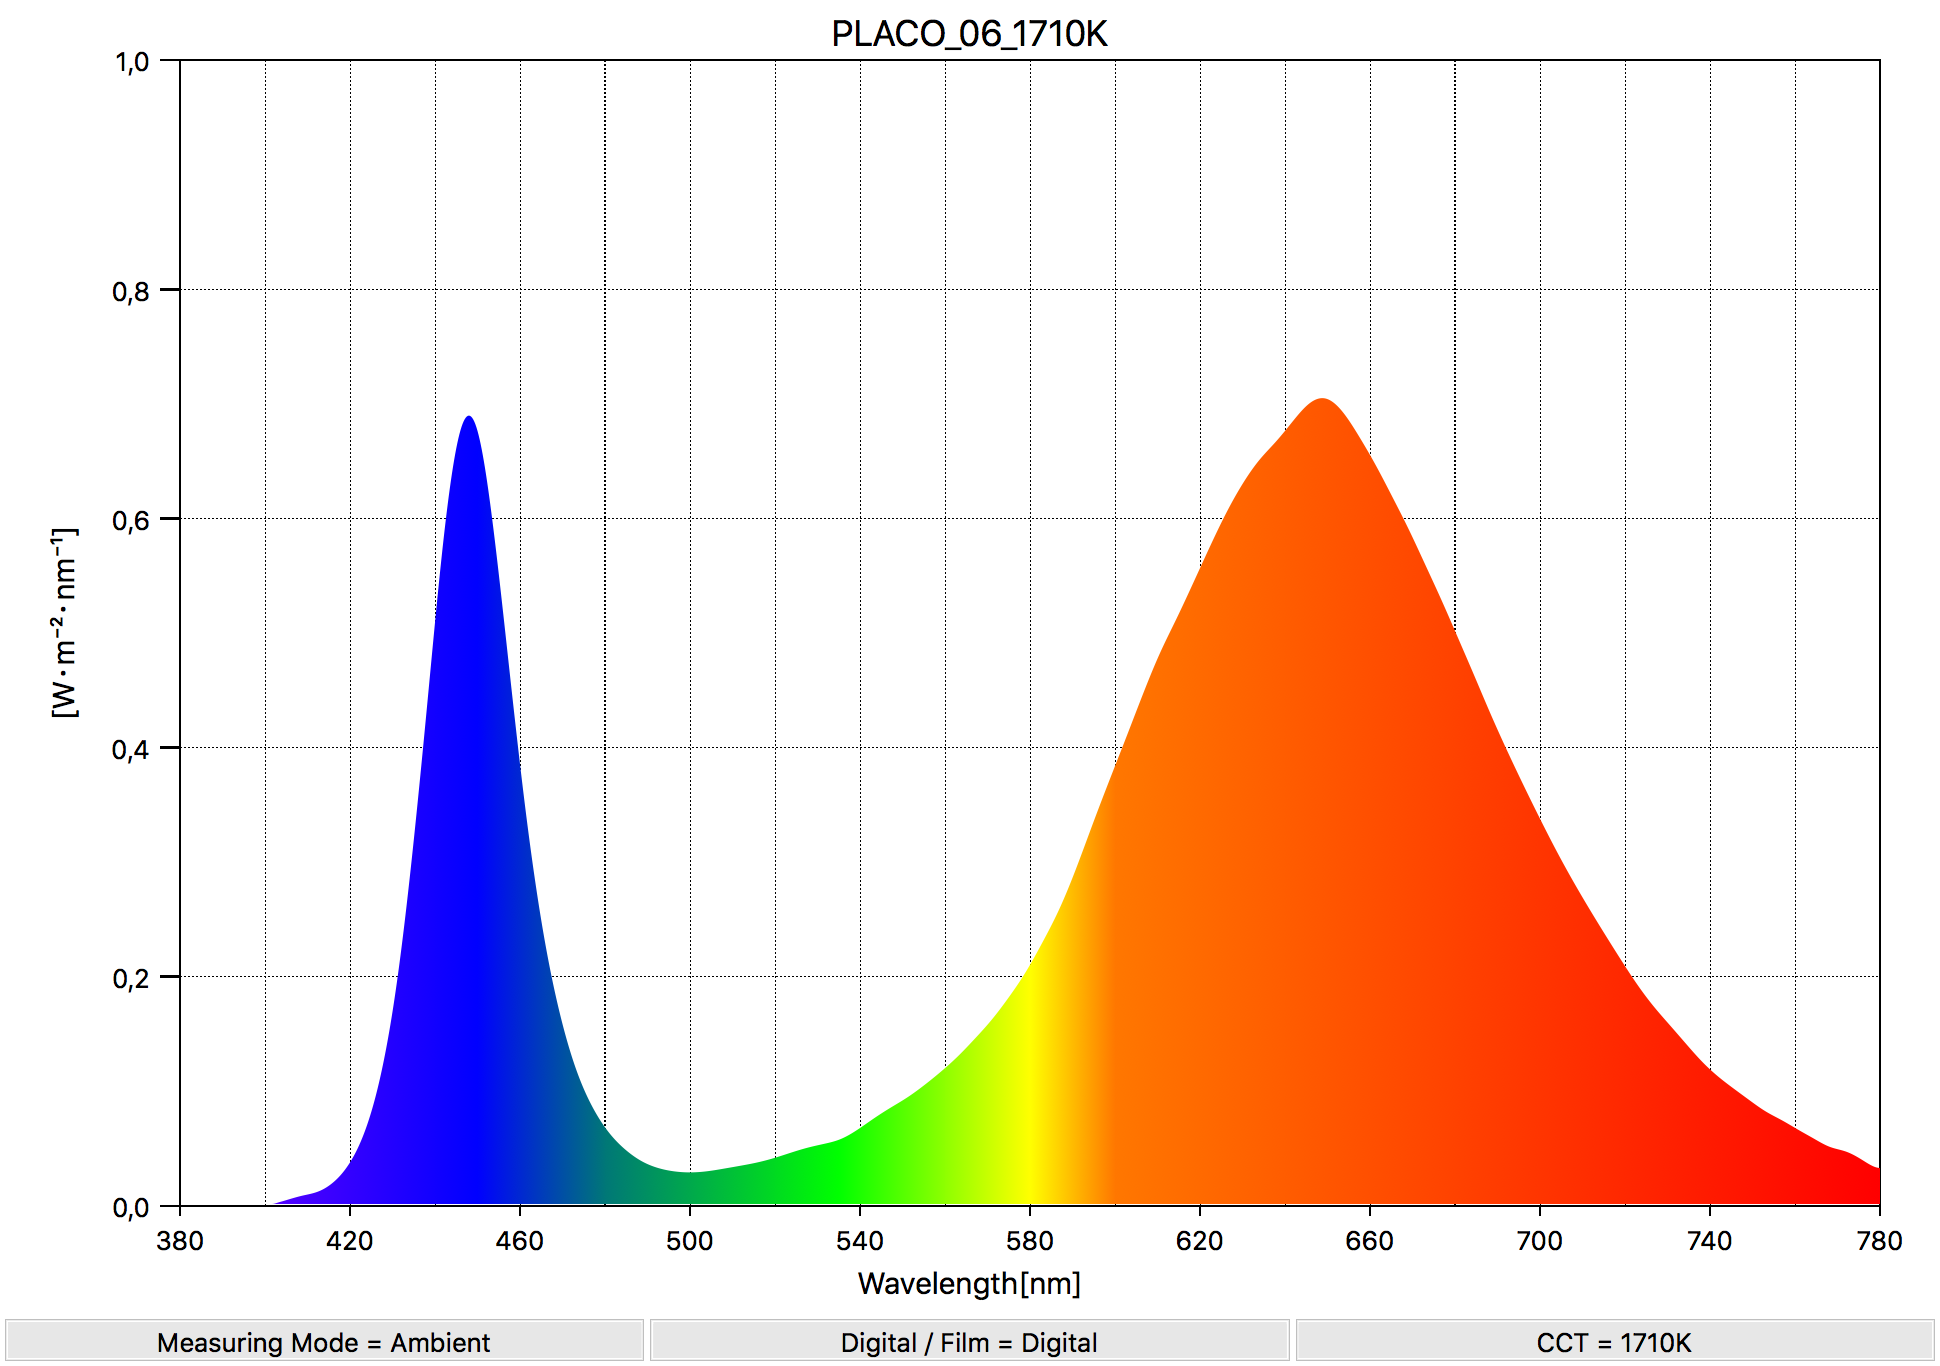 PLACO_06_1710K
1,0
0,8
0,6
0,4
0,2
0,0
[W·m⁻²·nm⁻¹]
380 420 460 500 540 580 620 660 700 740 780
Wavelength[nm]
Measuring Mode = Ambient
Digital / Film = Digital
CCT = 1710K